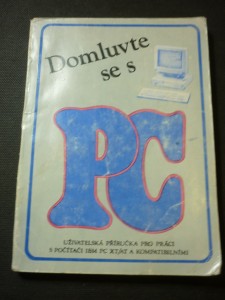 Domluvte
se s
PC
UŽIVATELSKÁ PŘÍRUČKA PRO PRÁCI
S POČÍTAČI IBM PC XT/AT A KOMPATIBILNÍMI